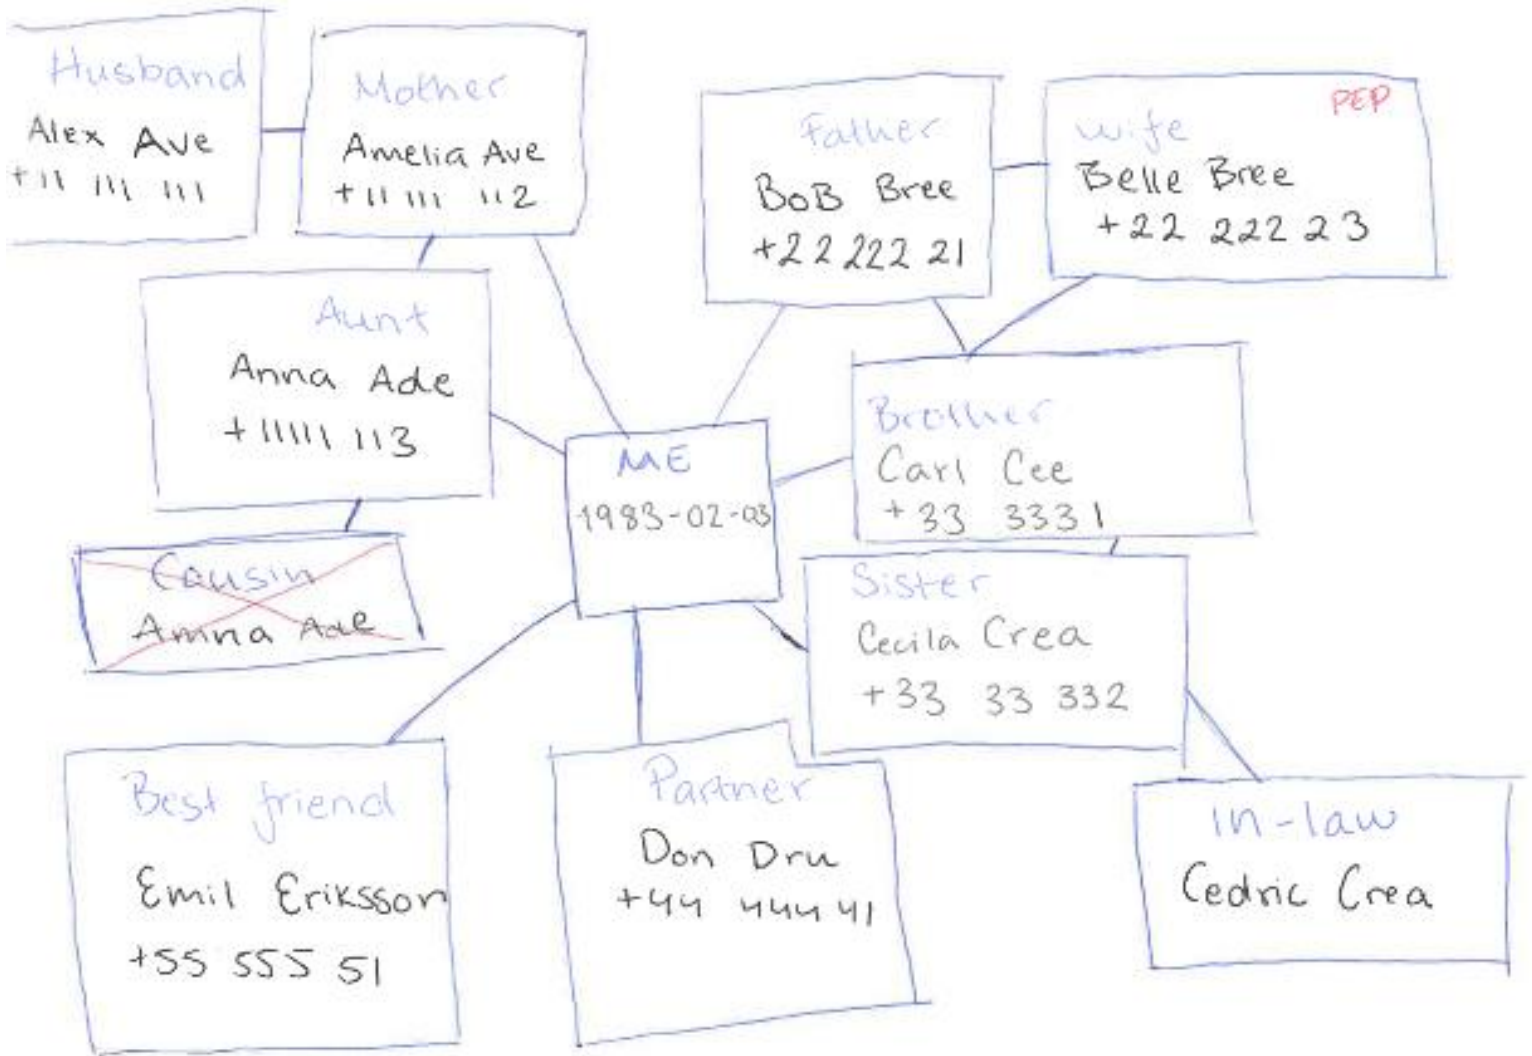 Husband
Alex Ave
+11 111 111
Mother
Amelia Ave
+11 111 112
Father
BoB Bree
+22 222 21
PEP
wife
Belle Bree
+22 222 23
Aunt
Anna Ade
+11111 113
ME
1983-02-03
Brother
Carl Cee
+33 3331
Cousin
Amna Ade
Sister
Cecila Crea
+33 33 332
Best friend
Emil Eriksson
+55 555 51
Partner
Don Dru
+44 444 41
in-law
Cedric Crea